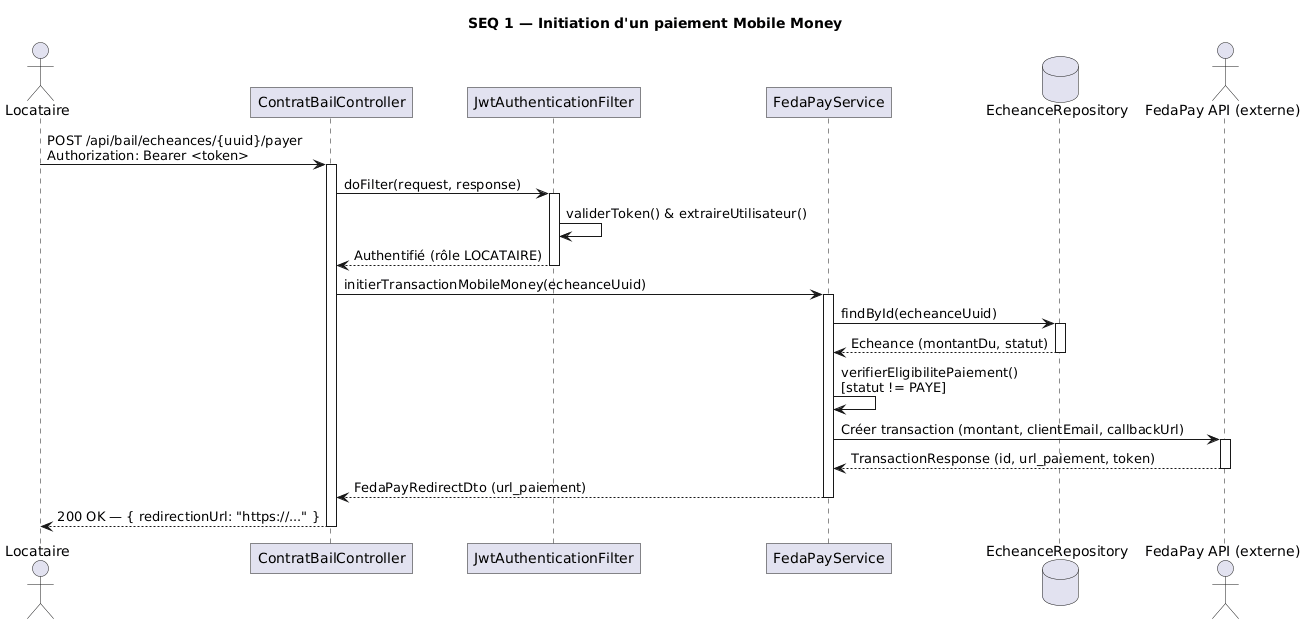 SEQ 1 — Initiation d'un paiement Mobile Money
Locataire
ContratBailController
JwtAuthenticationFilter
FedaPayService
EcheanceRepository
FedaPay API (externe)
POST /api/bail/echeances/{uuid}/payer
Authorization: Bearer <token>
doFilter(request, response)
validerToken() & extraireUtilisateur()
Authentifié (rôle LOCATAIRE)
initierTransactionMobileMoney(echeanceUuid)
findById(echeanceUuid)
Echeance (montantDu, statut)
verifierEligibilitePaiement()
[statut != PAYE]
Créer transaction (montant, clientEmail, callbackUrl)
TransactionResponse (id, url_paiement, token)
FedaPayRedirectDto (url_paiement)
200 OK — { redirectionUrl: "https://..." }
Locataire
ContratBailController
JwtAuthenticationFilter
FedaPayService
EcheanceRepository
FedaPay API (externe)